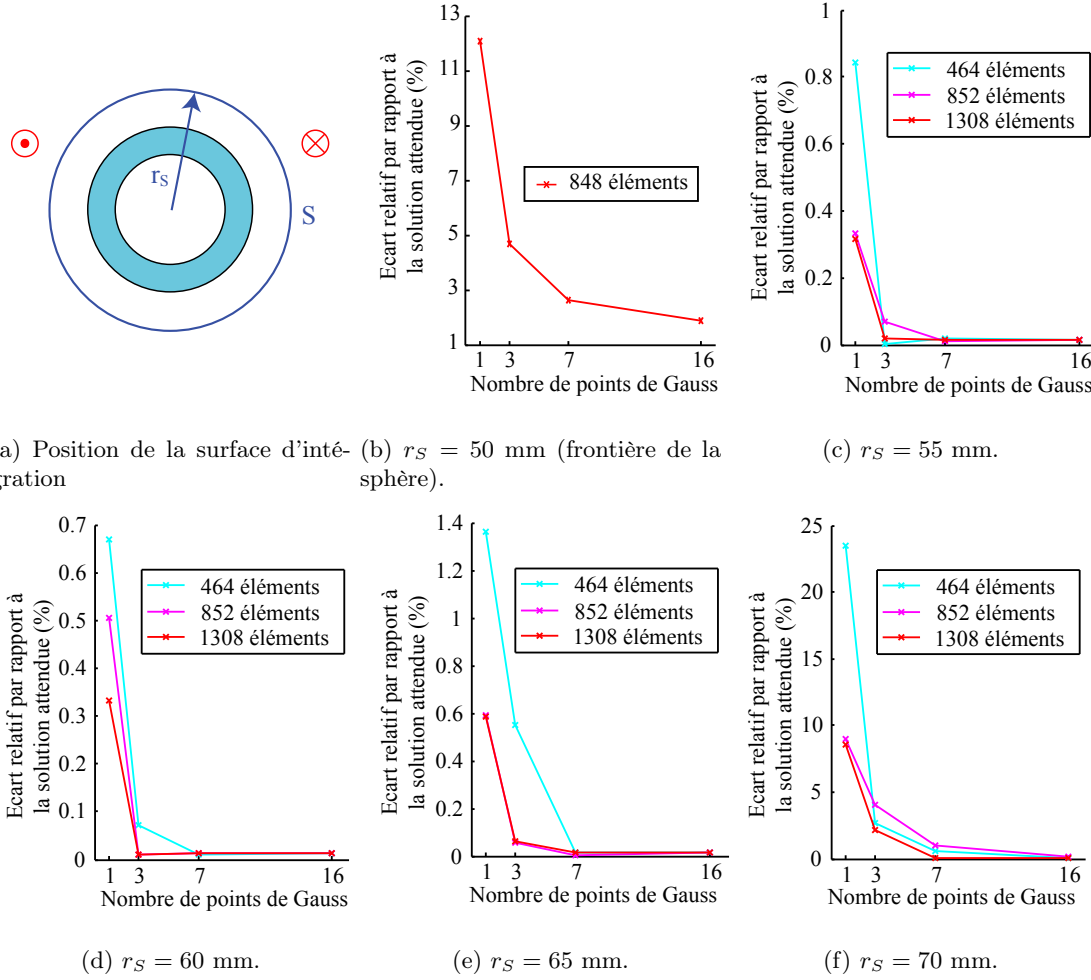 r_S
S
Ecart relatif par rapport à
la solution attendue (%)
13
11
9
7
5
3
1
848 éléments
1 3 7 16
Nombre de points de Gauss
Ecart relatif par rapport à
la solution attendue (%)
1
0.8
0.6
0.4
0.2
0
464 éléments
852 éléments
1308 éléments
1 3 7 16
Nombre de points de Gauss
a) Position de la surface d'inté-
gration
(b) r_S = 50 mm (frontière de la
sphère).
(c) r_S = 55 mm.
Ecart relatif par rapport à
la solution attendue (%)
0.7
0.6
0.5
0.4
0.3
0.2
0.1
0
464 éléments
852 éléments
1308 éléments
1 3 7 16
Nombre de points de Gauss
Ecart relatif par rapport à
la solution attendue (%)
1.4
1.2
1
0.8
0.6
0.4
0.2
0
464 éléments
852 éléments
1308 éléments
1 3 7 16
Nombre de points de Gauss
Ecart relatif par rapport à
la solution attendue (%)
25
20
15
10
5
0
464 éléments
852 éléments
1308 éléments
1 3 7 16
Nombre de points de Gauss
(d) r_S = 60 mm.
(e) r_S = 65 mm.
(f) r_S = 70 mm.